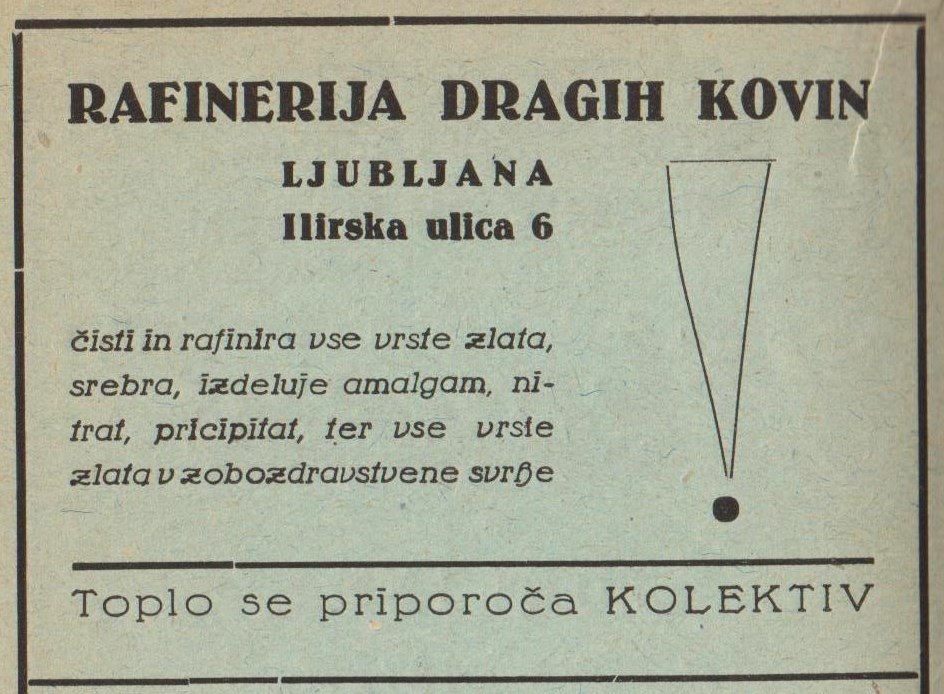 RAFINERIJA DRAGIH KOVIN
LJUBLJANA
Ilirska ulica 6
čisti in rafinira vse vrste zlata,
srebra, izdeluje amalgam, ni-
trat, pricipitat, ter vse vrste
zlata v zobozdravstvene svrhe
Toplo se priporoča KOLEKTIV